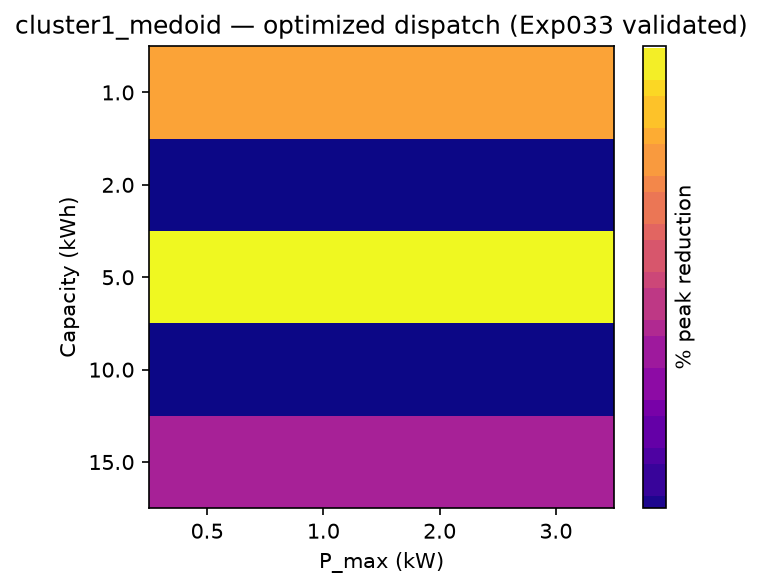 cluster1_medoid — optimized dispatch (Exp033 validated)
1.0
2.0
5.0
10.0
15.0
Capacity (kWh)
0.5 1.0 2.0 3.0
P_max (kW)
% peak reduction